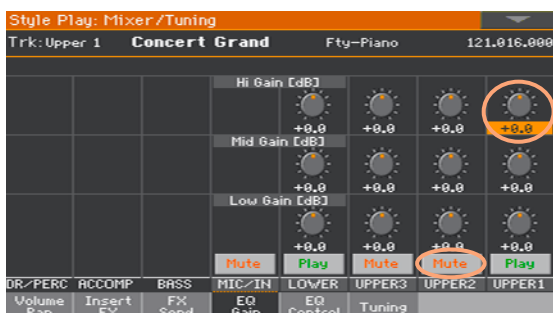 Style Play: Mixer/Tuning
Trk:Upper 1 Concert Grand Fty-Piano 121.016.000
Hi Gain [dB]
+0.0 +0.0 +0.0 +0.0
Mid Gain [dB]
+0.0 +0.0 +0.0 +0.0
Low Gain [dB]
+0.0 +0.0 +0.0 +0.0
Mute Play Mute Mute Play
DR/PERC ACCOMP BASS MIC/IN LOWER UPPER3 UPPER2 UPPER1
Volume Insert FX EQ EQ Tuning
Pan FX Send Gain Control